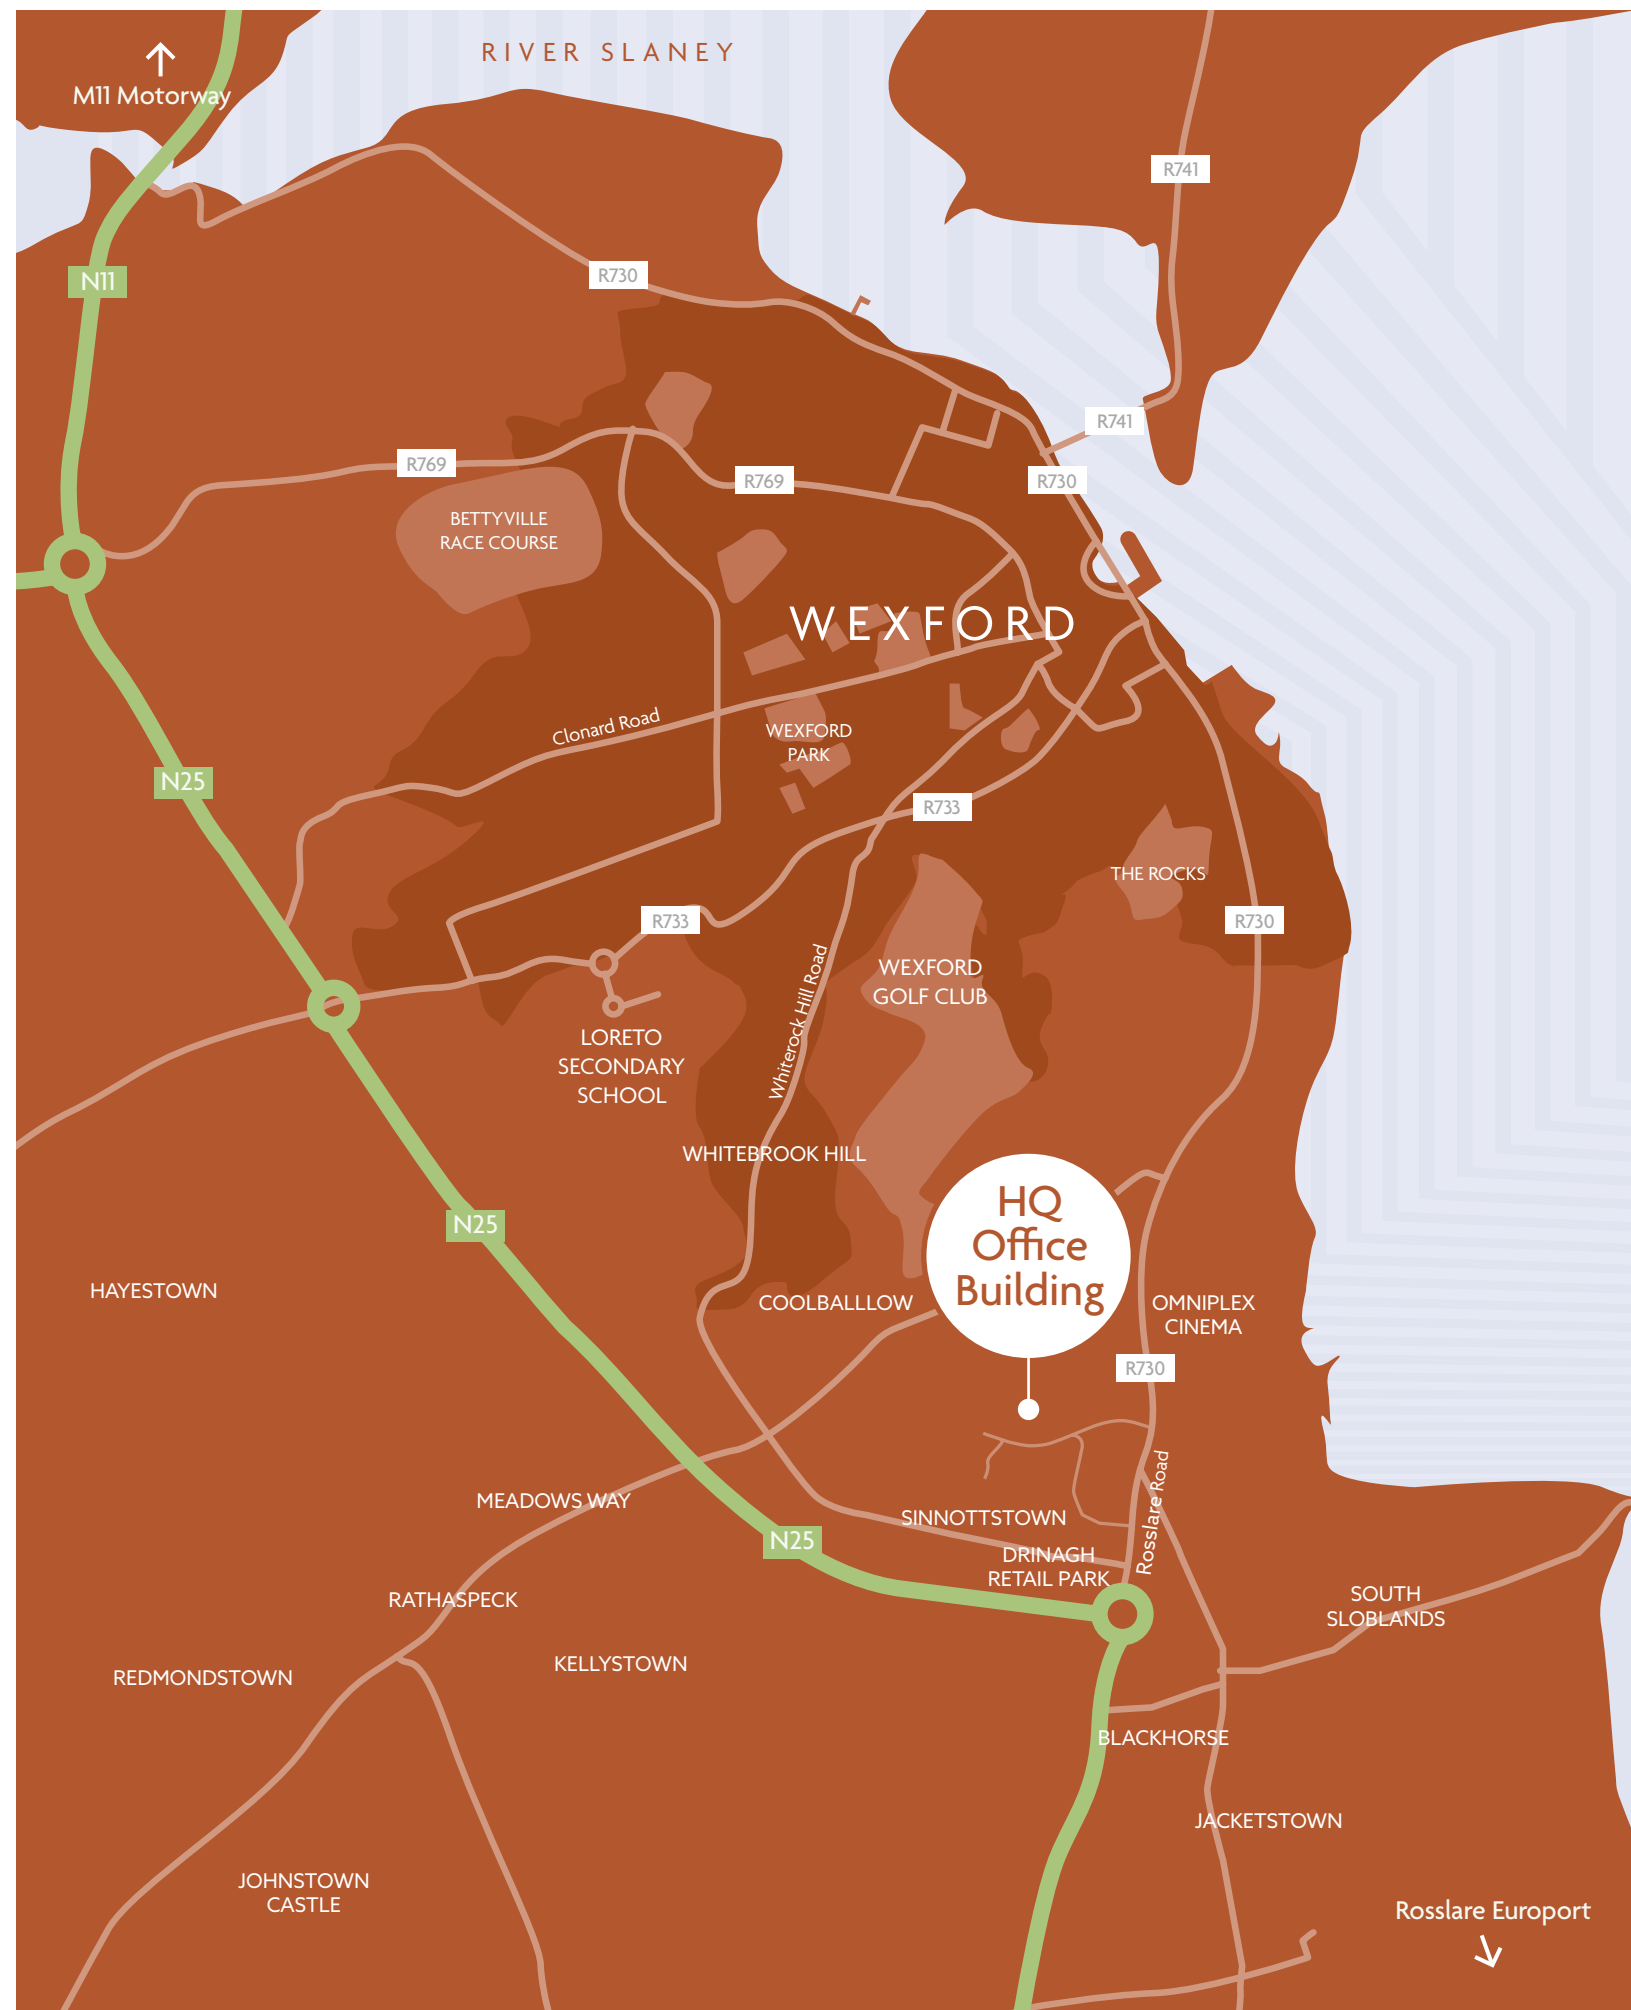 RIVER SLANEY
M11 Motorway
R741
N11
R730
R741
R769
R769
R730
BETTYVILLE
RACE COURSE
WEXFORD
Clonard Road
WEXFORD
PARK
N25
R733
THE ROCKS
R733
R730
Whiterock Hill Road
WEXFORD
GOLF CLUB
LORETO
SECONDARY
SCHOOL
WHITEBROOK HILL
HQ
Office
Building
N25
HAYESTOWN
COOLBALLLOW
OMNIPLEX
CINEMA
R730
MEADOWS WAY
SINNOTTSTOWN
Rosslare Road
N25
DRINAGH
RETAIL PARK
RATHASPECK
SOUTH
SLOBLANDS
KELLYSTOWN
REDMONDSTOWN
BLACKHORSE
JACKETSTOWN
JOHNSTOWN
CASTLE
Rosslare Europort